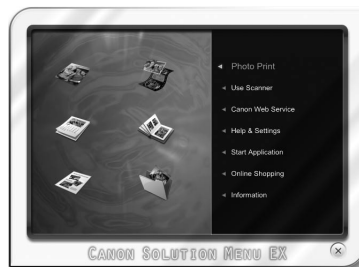 Photo Print
Use Scanner
Canon Web Service
Help & Settings
Start Application
Online Shopping
Information
Canon Solution Menu EX